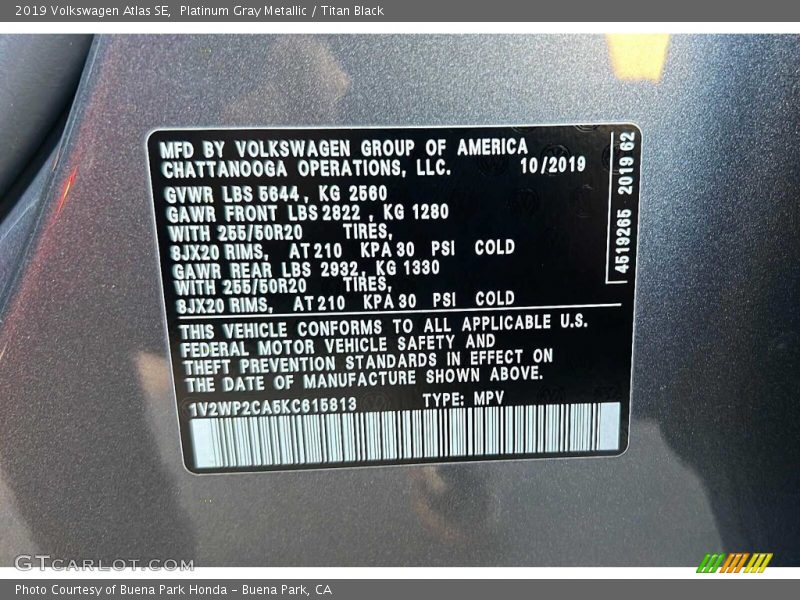 2019 Volkswagen Atlas SE, Platinum Gray Metallic / Titan Black
MFD BY VOLKSWAGEN GROUP OF AMERICA
CHATTANOOGA OPERATIONS, LLC. 10/2019
GVWR LBS 5644 , KG 2560
GAWR FRONT LBS 2822 , KG 1280
WITH 255/50R20 TIRES,
8JX20 RIMS, AT 210 KPA 30 PSI COLD
GAWR REAR LBS 2932, KG 1330
WITH 255/50R20 TIRES,
8JX20 RIMS, AT 210 KPA 30 PSI COLD
4519265 2019 62
THIS VEHICLE CONFORMS TO ALL APPLICABLE U.S.
FEDERAL MOTOR VEHICLE SAFETY AND
THEFT PREVENTION STANDARDS IN EFFECT ON
THE DATE OF MANUFACTURE SHOWN ABOVE.
1V2WP2CA5KC615813 TYPE: MPV
GTCARLOT.COM
Photo Courtesy of Buena Park Honda - Buena Park, CA